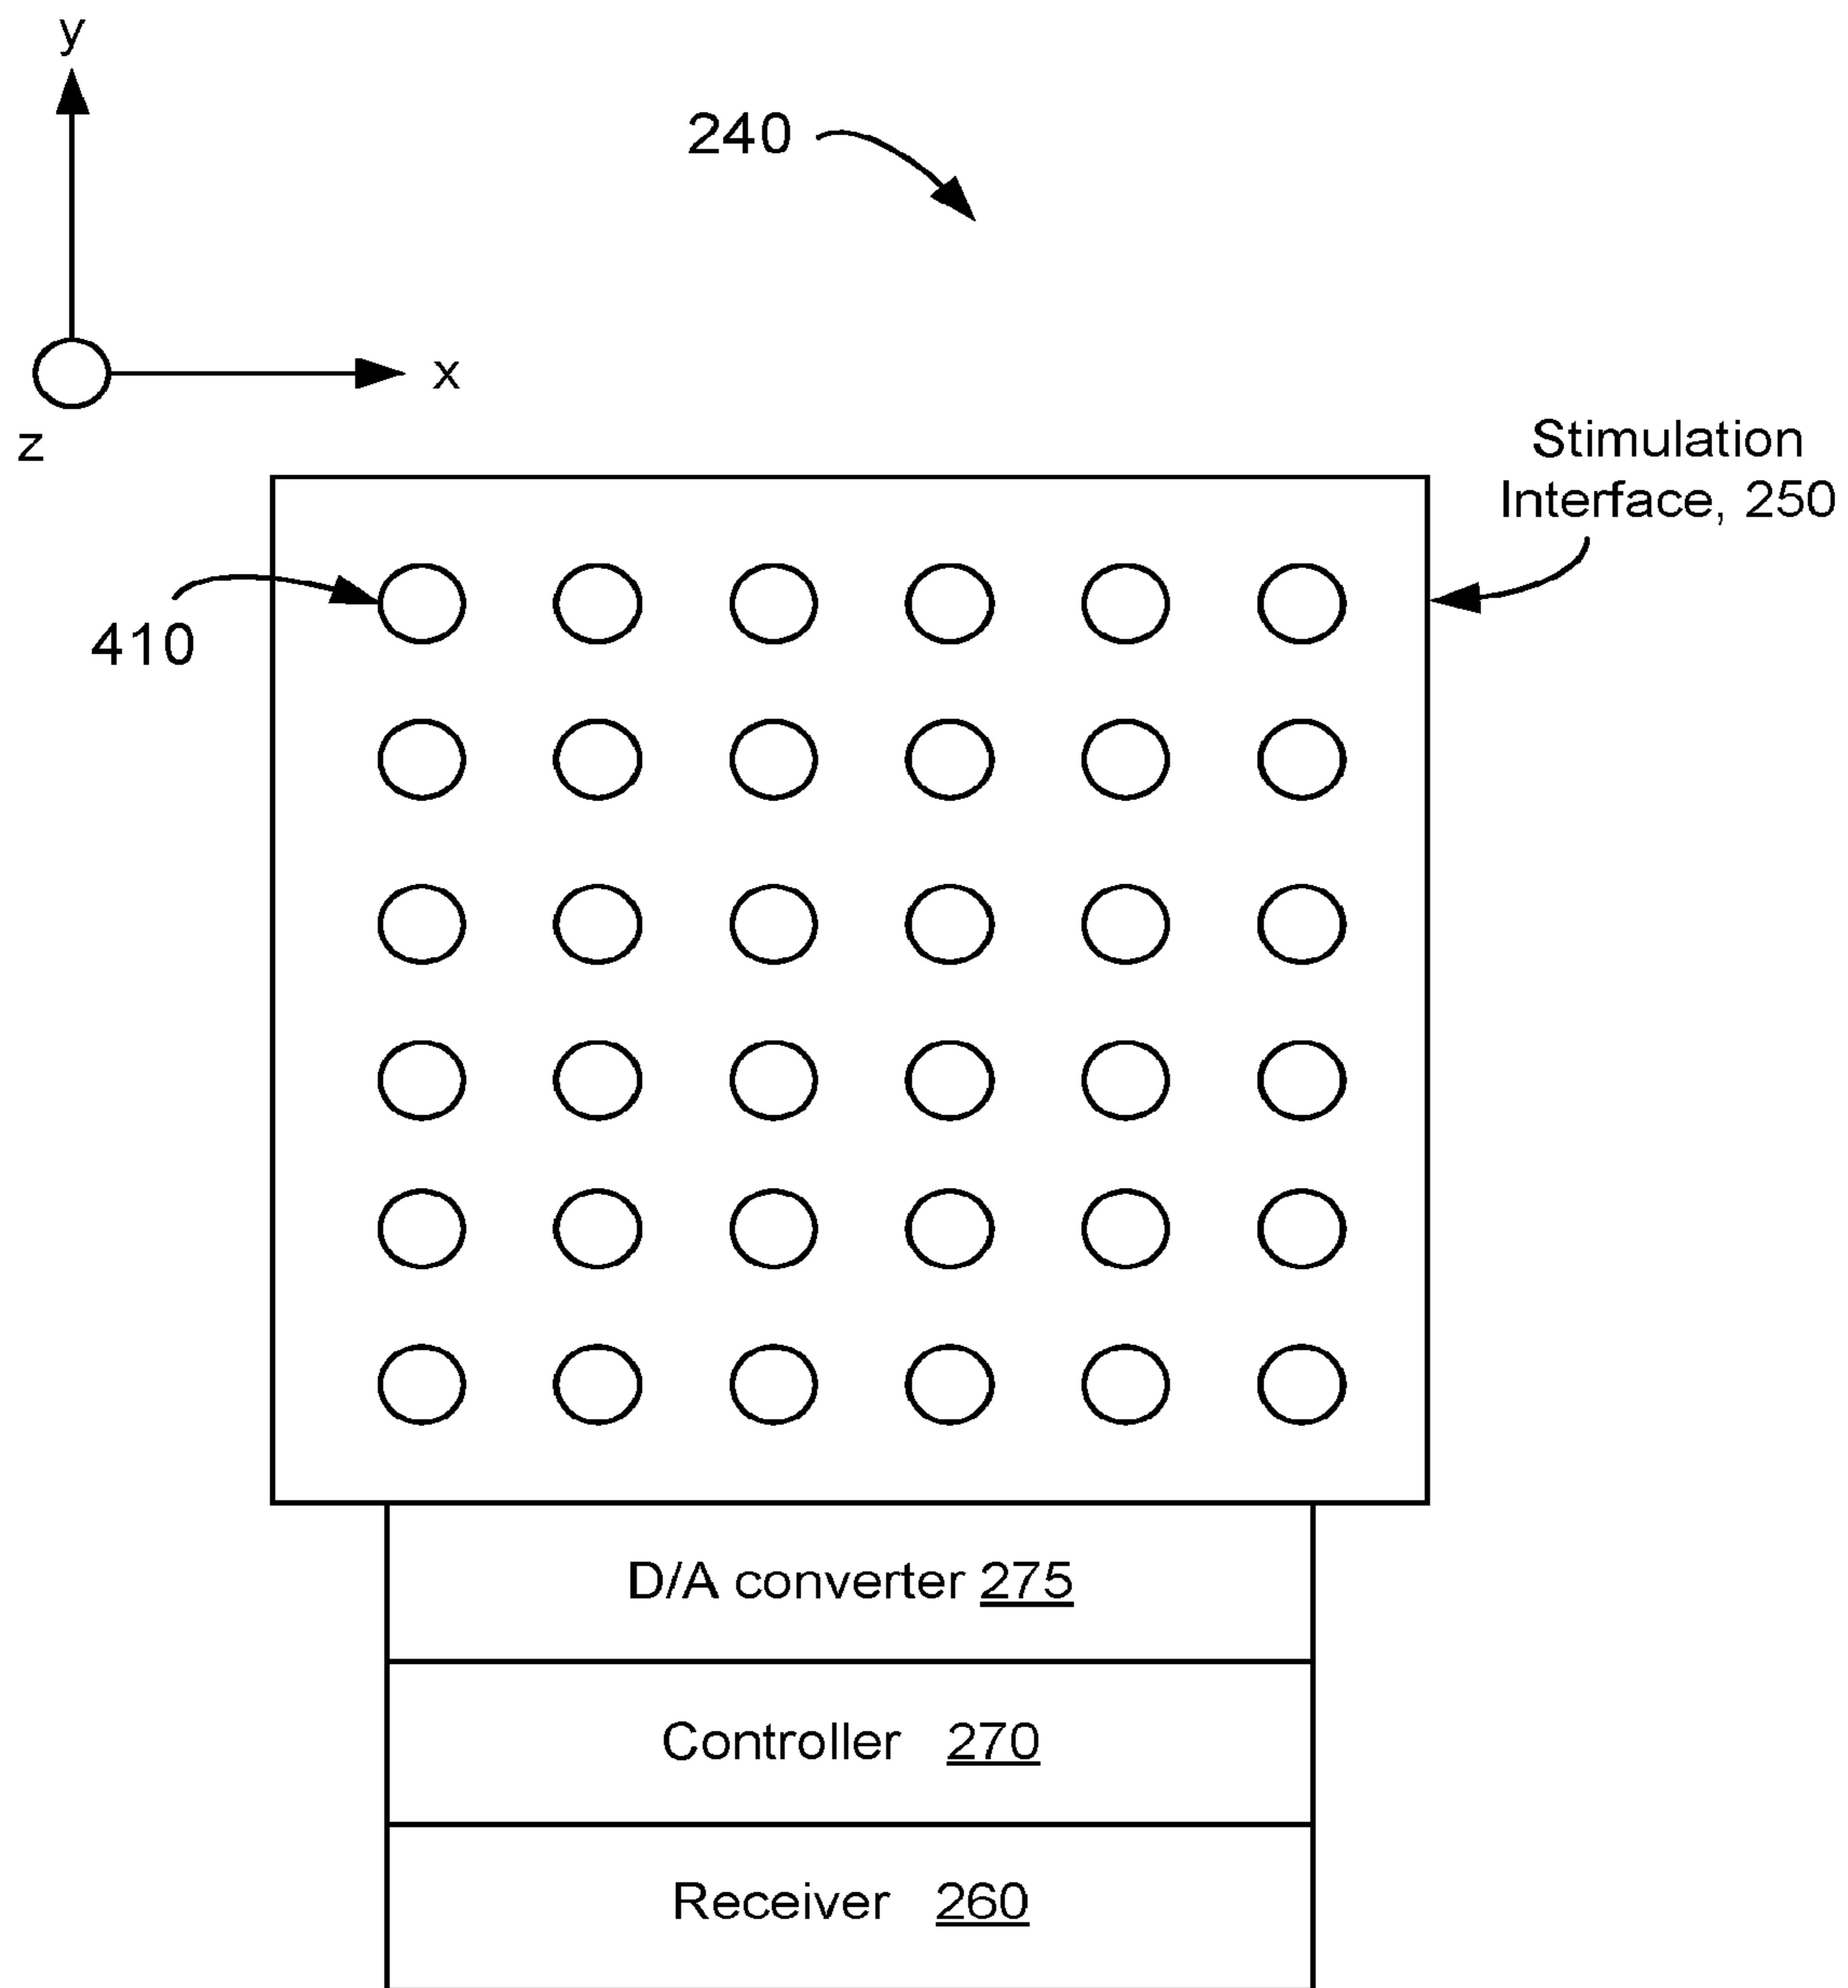 y
240
x
z
Stimulation
Interface, 250
410
D/A converter 275
Controller 270
Receiver 260